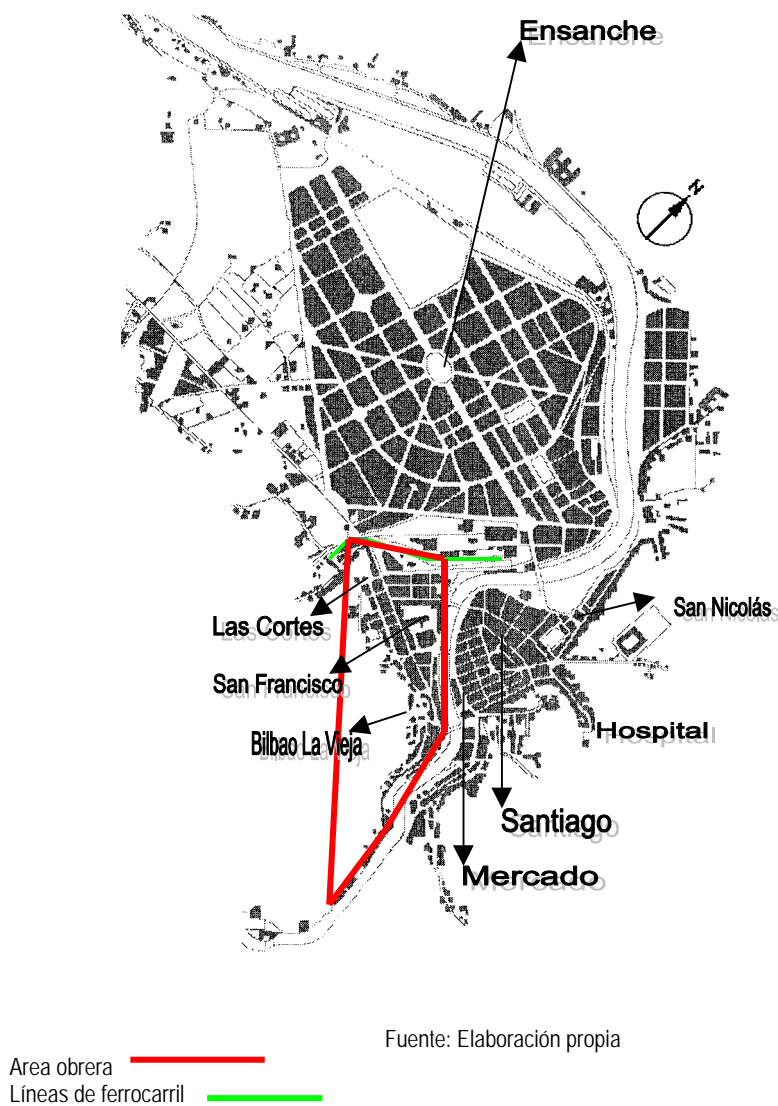 Ensanche
N
Las Cortes
San Nicolás
San Francisco
Hospital
Bilbao La Vieja
Santiago
Mercado
Fuente: Elaboración propia
Area obrera
Líneas de ferrocarril